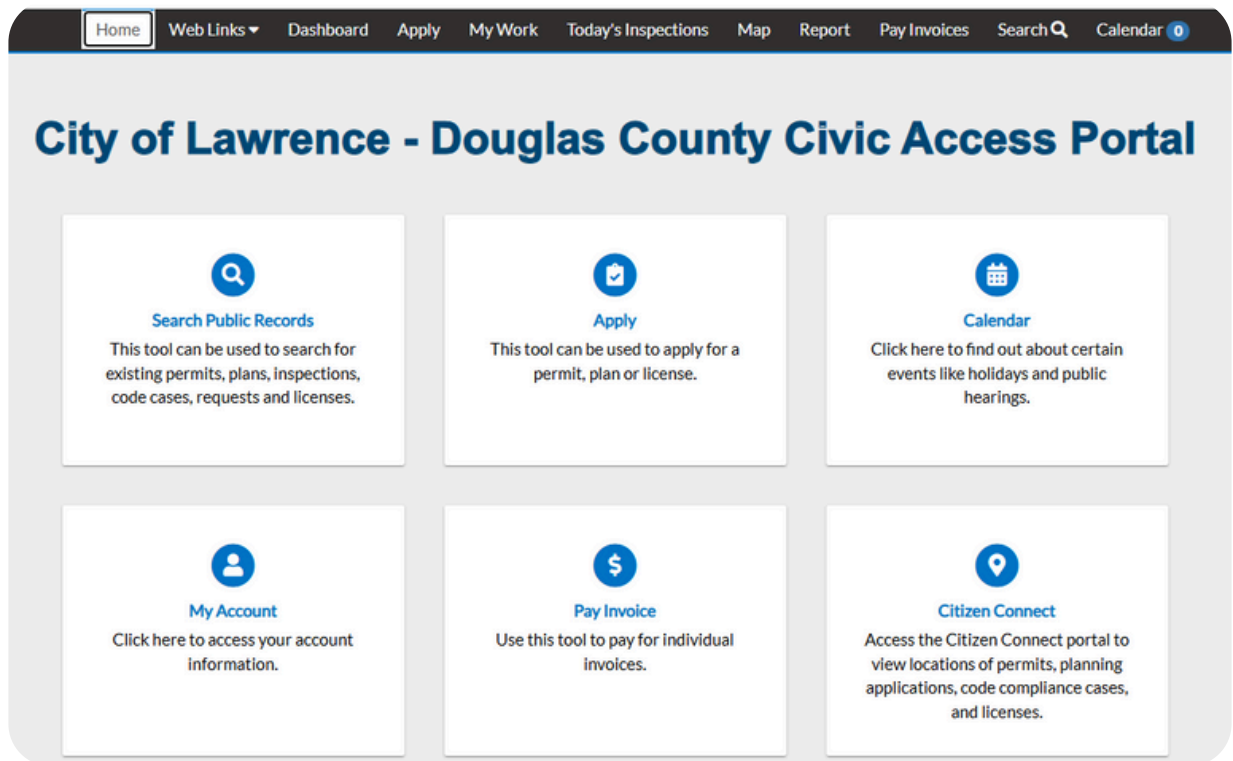 Home Web Links Dashboard Apply My Work Today's Inspections Map Report Pay Invoices Search Calendar 0
City of Lawrence - Douglas County Civic Access Portal
Search Public Records
This tool can be used to search for
existing permits, plans, inspections,
code cases, requests and licenses.
Apply
This tool can be used to apply for a
permit, plan or license.
Calendar
Click here to find out about certain
events like holidays and public
hearings.
My Account
Click here to access your account
information.
Pay Invoice
Use this tool to pay for individual
invoices.
Citizen Connect
Access the Citizen Connect portal to
view locations of permits, planning
applications, code compliance cases,
and licenses.